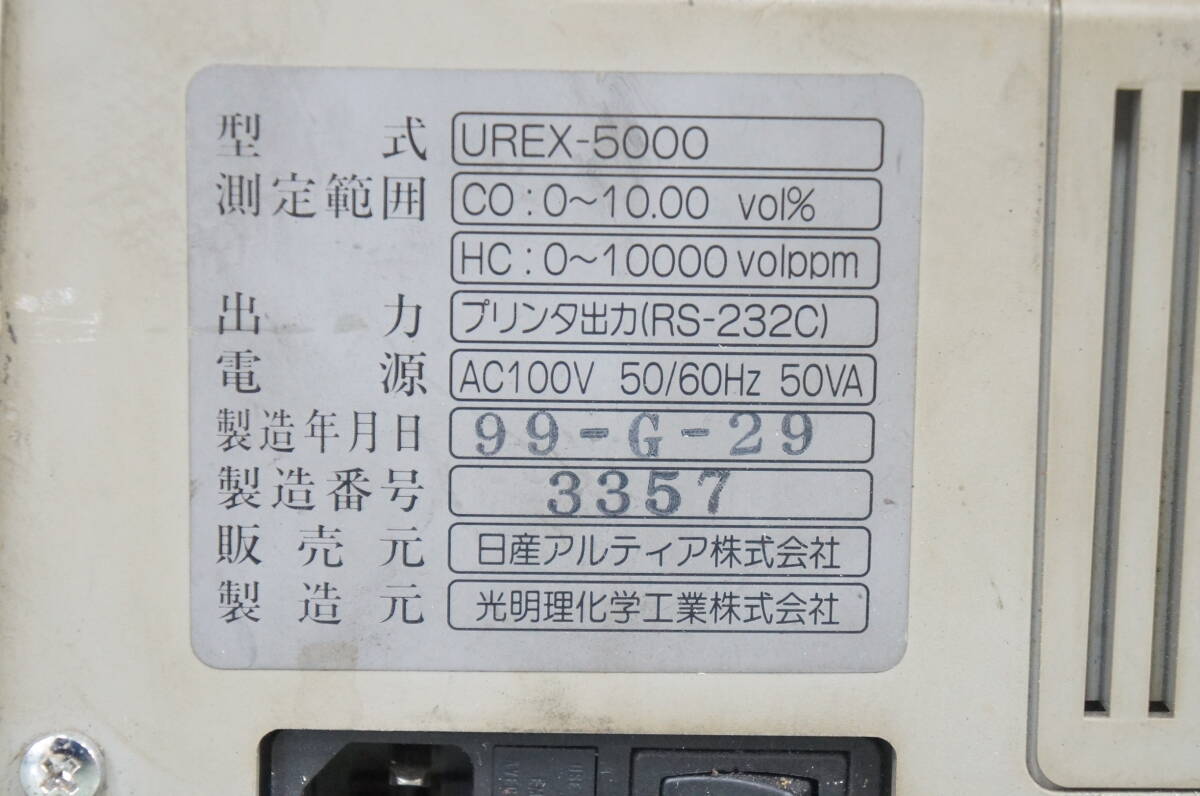 型式 UREX-5000
測定範囲 CO:0〜10.00 vol%
HC:0〜10000volppm
出力 プリンタ出力(RS-232C)
電源 AC100V 50/60Hz 50VA
製造年月日 99-G-29
製造番号 3357
販売元 日産アルティア株式会社
製造元 光明理化学工業株式会社